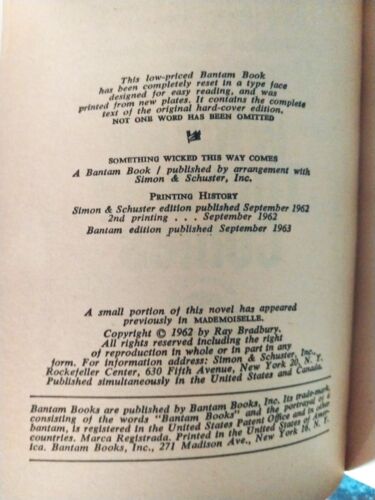 This low-priced Bantam Book
has been completely reset in a type face
designed for easy reading, and was
printed from new plates. It contains the complete
text of the original hard-cover edition.
NOT ONE WORD HAS BEEN OMITTED
SOMETHING WICKED THIS WAY COMES
A Bantam Book / published by arrangement with
Simon & Schuster, Inc.
PRINTING HISTORY
Simon & Schuster edition published September 1962
2nd printing . . . September 1962
Bantam edition published September 1963
A small portion of this novel has appeared
previously in MADEMOISELLE.
Copyright © 1962 by Ray Bradbury.
All rights reserved including the right
of reproduction in whole or in part in any
form. For information address: Simon & Schuster, Inc.,
Rockefeller Center, 630 Fifth Avenue, New York 20, N. Y.
Published simultaneously in the United States and Canada.
Bantam Books are published by Bantam Books, Inc. Its trade-mark,
consisting of the words "Bantam Books" and the portrayal of a
bantam, is registered in the United States Patent Office and in other
countries. Marca Registrada. Printed in the United States of Amer-
ica. Bantam Books, Inc., 271 Madison Ave., New York 16, N. Y.